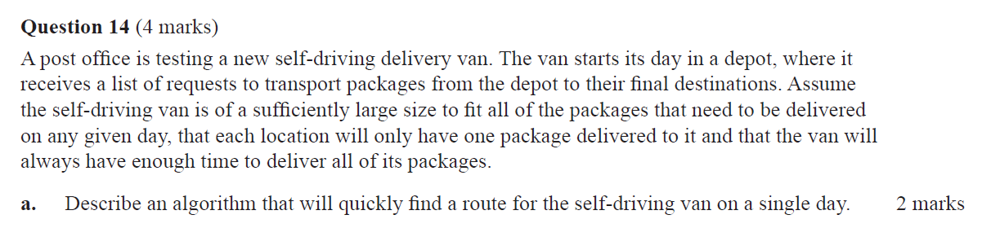 Question 14 (4 marks)
A post office is testing a new self-driving delivery van. The van starts its day in a depot, where it
receives a list of requests to transport packages from the depot to their final destinations. Assume
the self-driving van is of a sufficiently large size to fit all of the packages that need to be delivered
on any given day, that each location will only have one package delivered to it and that the van will
always have enough time to deliver all of its packages.
a. Describe an algorithm that will quickly find a route for the self-driving van on a single day. 2 marks